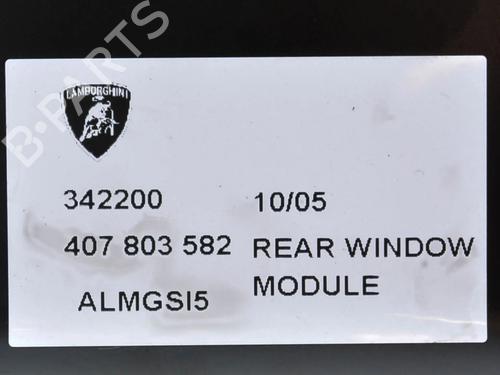 B-PARTS
LAMBORGHINI
342200 10/05
407 803 582 REAR WINDOW
ALMGSI5 MODULE